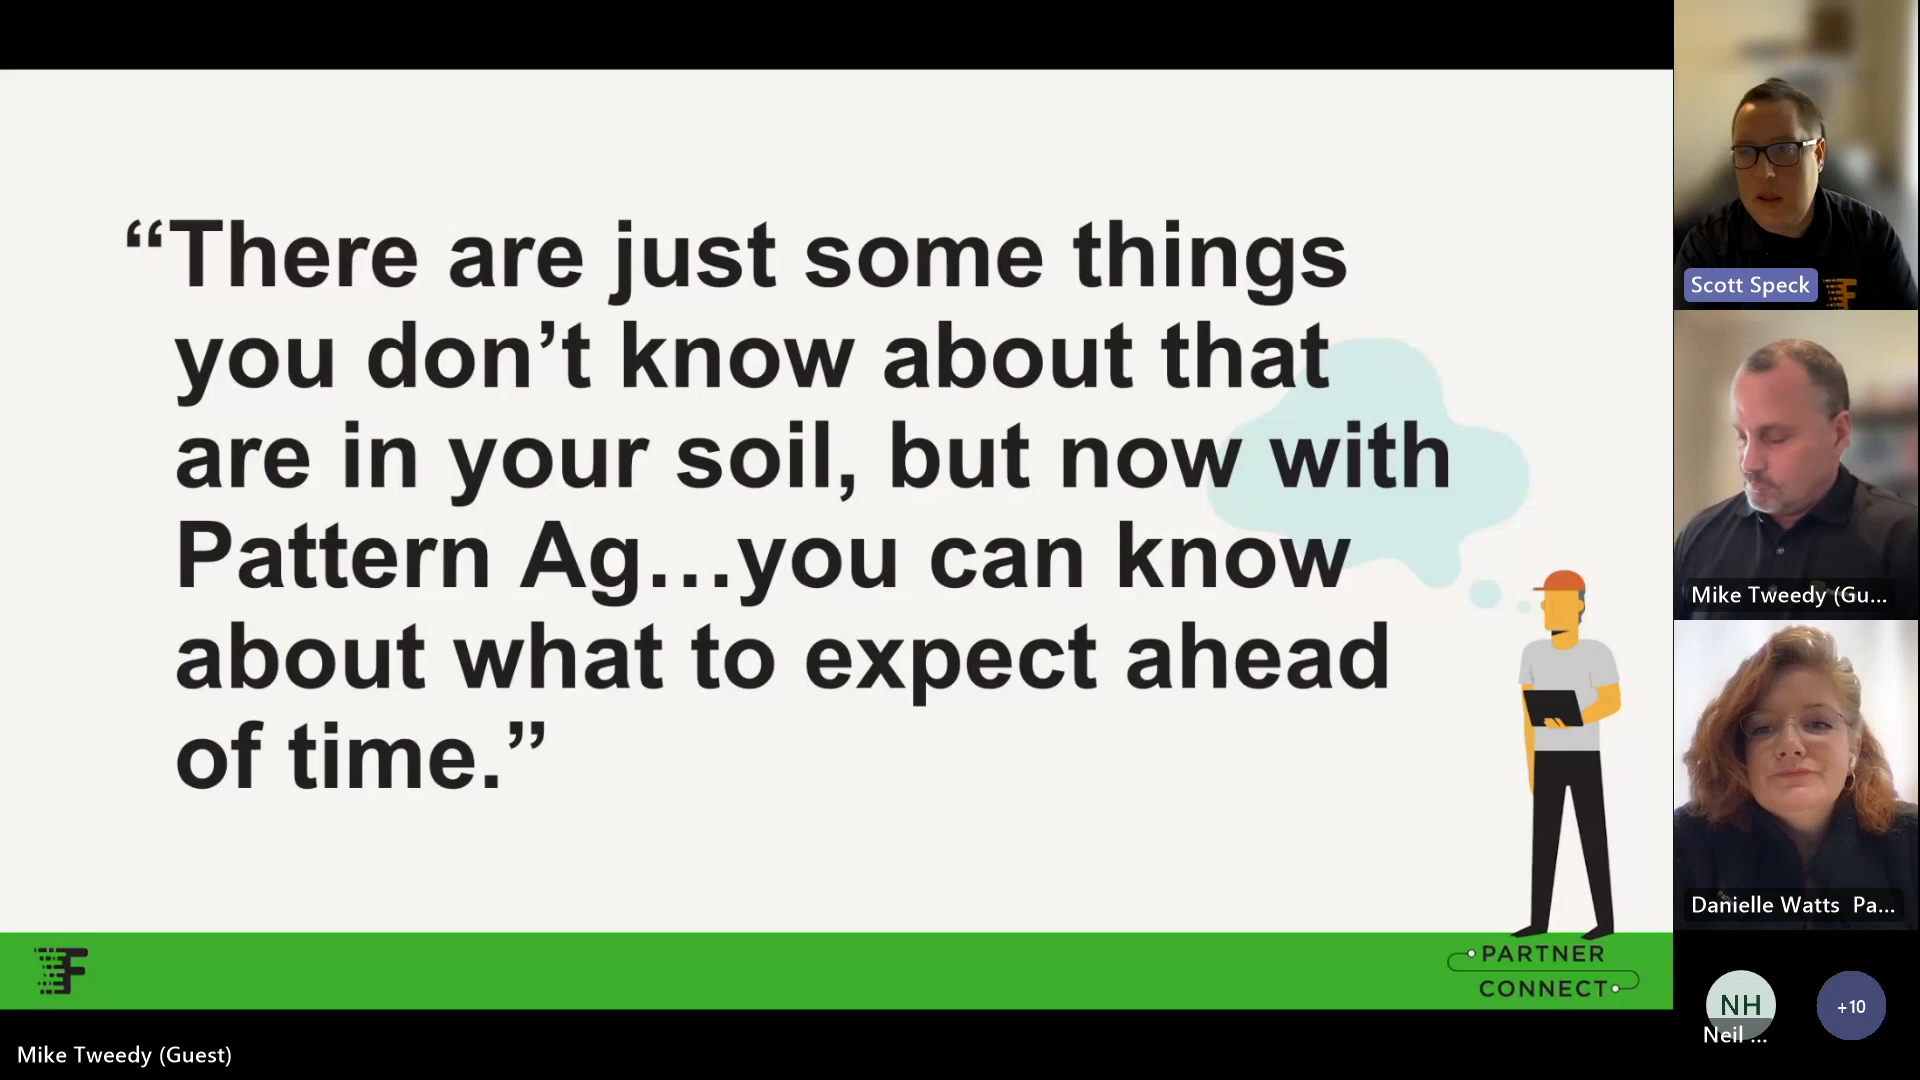 “There are just some things
you don’t know about that
are in your soil, but now with
Pattern Ag…you can know
about what to expect ahead
of time.”
F
PARTNER
CONNECT
Mike Tweedy (Guest)
Scott Speck
F
Mike Tweedy (Gu...
Danielle Watts Pa...
NH
Neil ...
+10